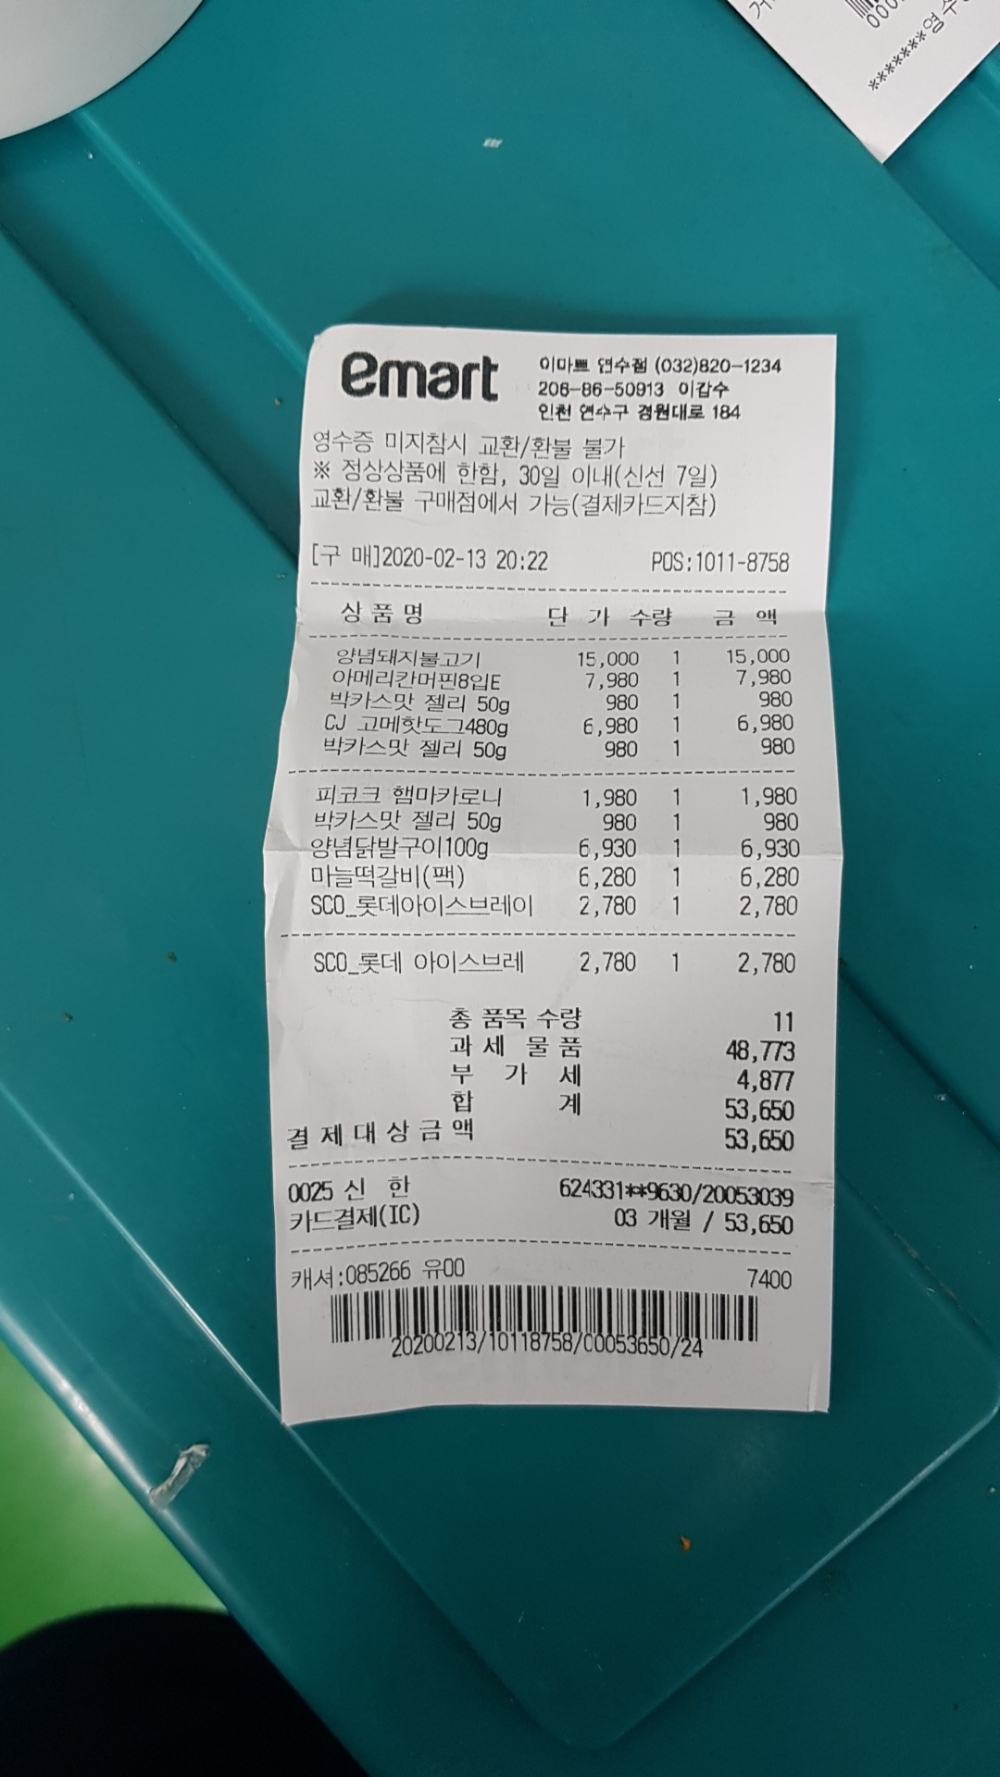 emart
이마트 연수점 (032)820-1234
206-86-50913 이갑수
인천 연수구 경원대로 184
영수증 미지참시 교환/환불 불가
※ 정상상품에 한함, 30일 이내(신선 7일)
교환/환불 구매점에서 가능(결제카드지참)
[구 매]2020-02-13 20:22 POS:1011-8758
상 품 명 단 가 수량 금 액
양념돼지불고기 15,000 1 15,000
아메리칸머핀8입E 7,980 1 7,980
박카스맛 젤리 50g 980 1 980
CJ 고메핫도그480g 6,980 1 6,980
박카스맛 젤리 50g 980 1 980
피코크 햄마카로니 1,980 1 1,980
박카스맛 젤리 50g 980 1 980
양념닭발구이100g 6,930 1 6,930
마늘떡갈비(팩) 6,280 1 6,280
SCO_롯데아이스브레이 2,780 1 2,780
SCO_롯데 아이스브레 2,780 1 2,780
총 품목 수량 11
과 세 물 품 48,773
부 가 세 4,877
합 계 53,650
결 제 대 상 금 액 53,650
0025 신 한 624331**9630/20053039
카드결제(IC) 03 개월 / 53,650
캐셔:085266 유00 7400
20200213/10118758/00053650/24